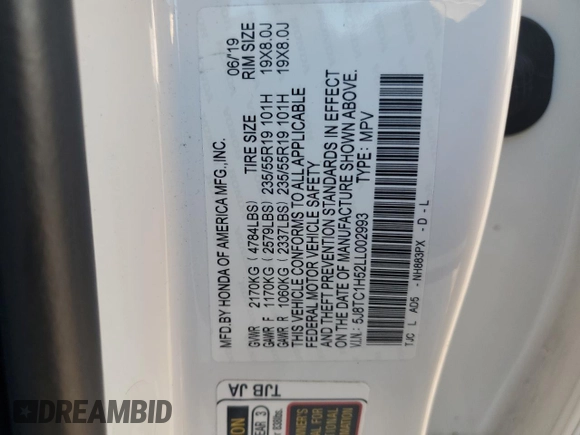 MFD.BY HONDA OF AMERICA MFG.,INC. 06/19
GVWR 2170KG (4784LBS) TIRE SIZE RIM SIZE
GAWR F 1170KG (2579LBS) 235/55R19 101H 19X8.0J
GAWR R 1060KG (2337LBS) 235/55R19 101H 19X8.0J
THIS VEHICLE CONFORMS TO ALL APPLICABLE
FEDERAL MOTOR VEHICLE SAFETY
AND THEFT PREVENTION STANDARDS IN EFFECT
ON THE DATE OF MANUFACTURE SHOWN ABOVE.
V.I.N.: 5J8TC1H52LL002993 TYPE: MPV
TJC L AD5 - NH883PX - D - L
TJB JA
DREAMBID